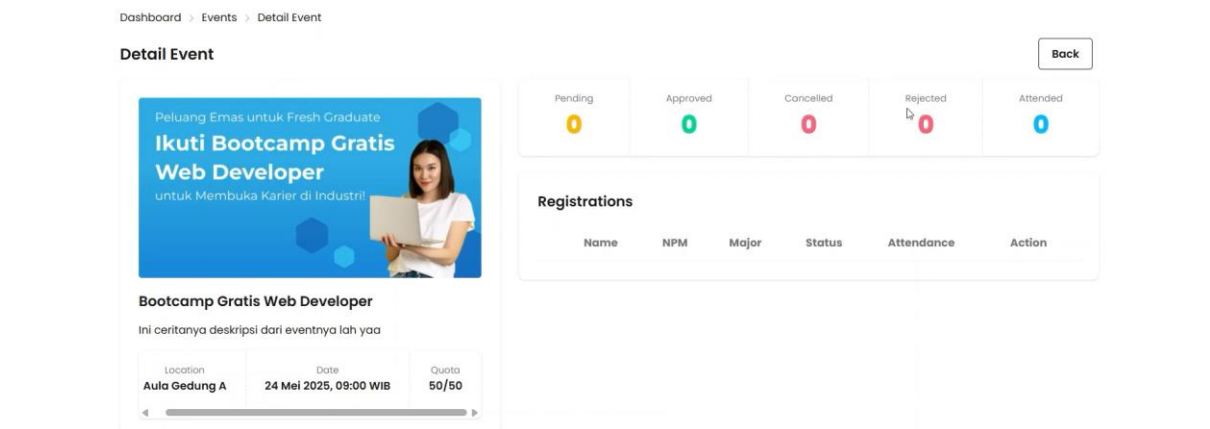 Dashboard > Events > Detail Event
Detail Event
Back
Peluang Emas untuk Fresh Graduate
Ikuti Bootcamp Gratis
Web Developer
untuk Membuka Karier di Industri!
Bootcamp Gratis Web Developer
Ini ceritanya deskripsi dari eventnya lah yaa
Location Date Quota
Aula Gedung A 24 Mei 2025, 09:00 WIB 50/50
Pending Approved Cancelled Rejected Attended
0 0 0 0 0
Registrations
Name NPM Major Status Attendance Action